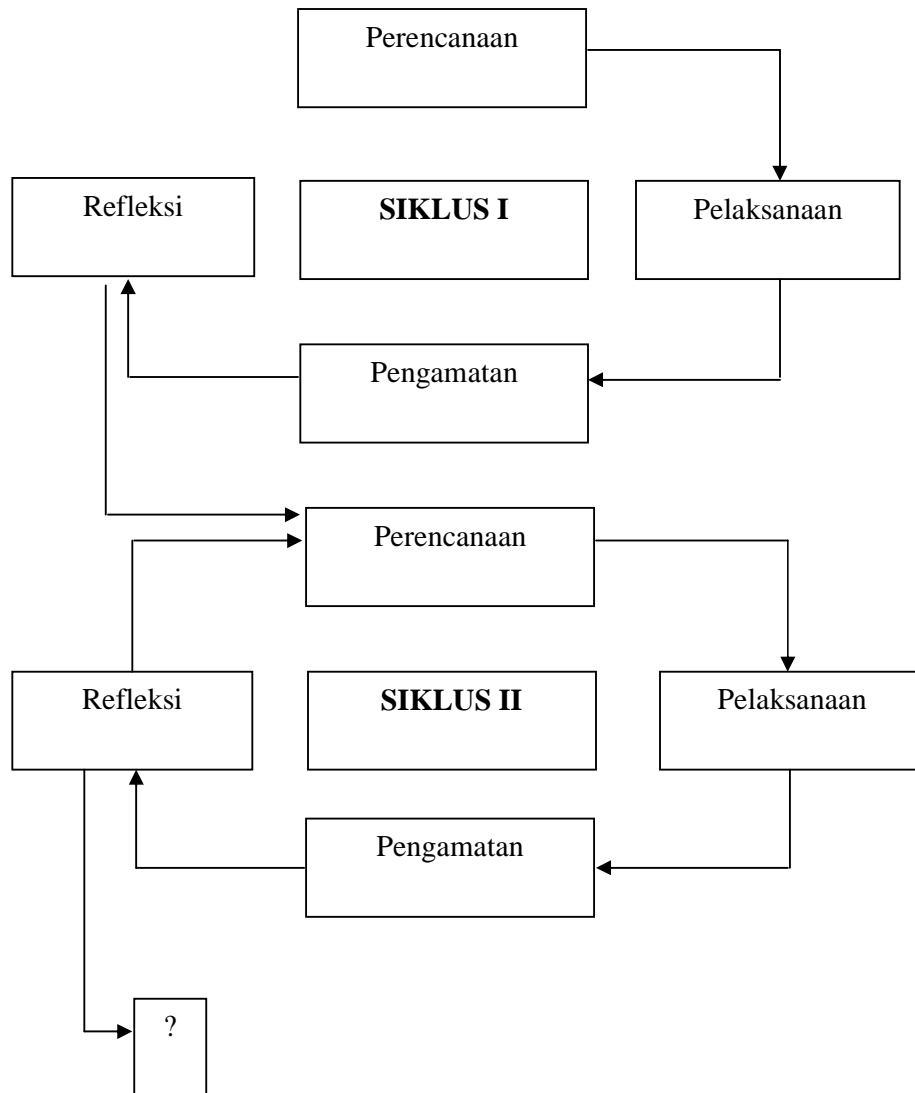 Perencanaan
Refleksi
SIKLUS I
Pelaksanaan
Pengamatan
Perencanaan
Refleksi
SIKLUS II
Pelaksanaan
Pengamatan
?